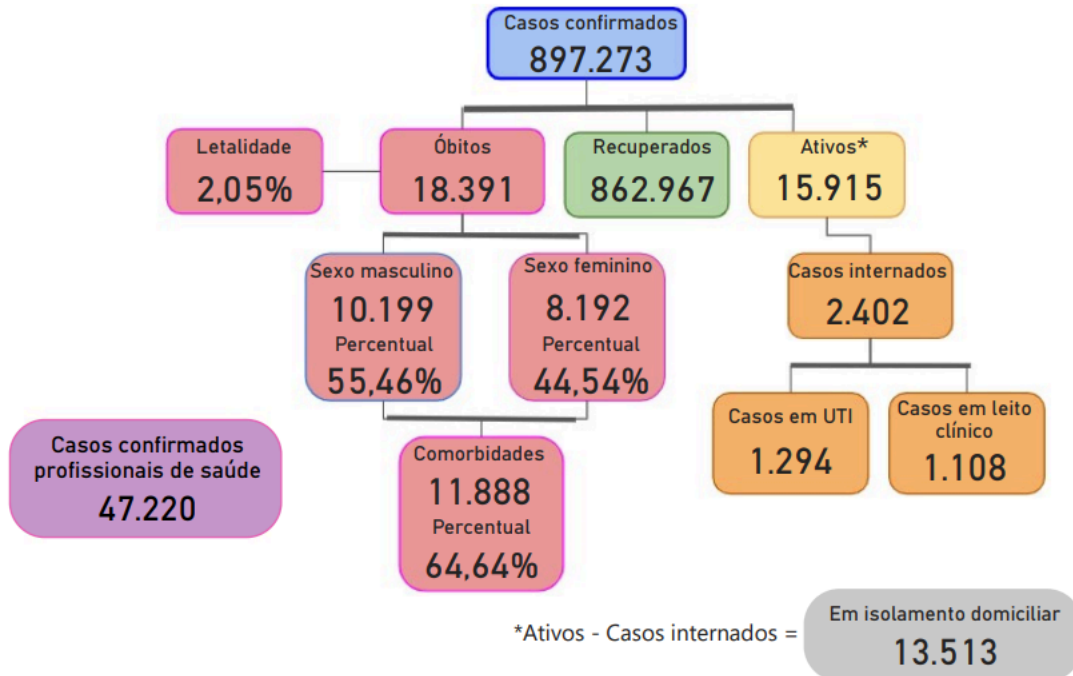 Casos confirmados
897.273
Letalidade
2,05%
Óbitos
18.391
Recuperados
862.967
Ativos*
15.915
Sexo masculino
10.199
Percentual
55,46%
Sexo feminino
8.192
Percentual
44,54%
Casos internados
2.402
Casos em UTI
1.294
Casos em leito
clínico
1.108
Casos confirmados
profissionais de saúde
47.220
Comorbidades
11.888
Percentual
64,64%
*Ativos - Casos internados =
Em isolamento domiciliar
13.513